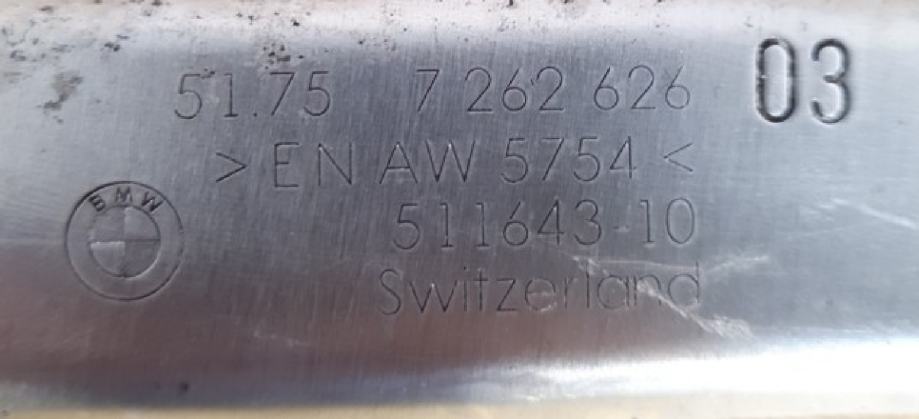 51.75 7 262 626 03
>EN AW 5754<
BMW
511643-10
Switzerland